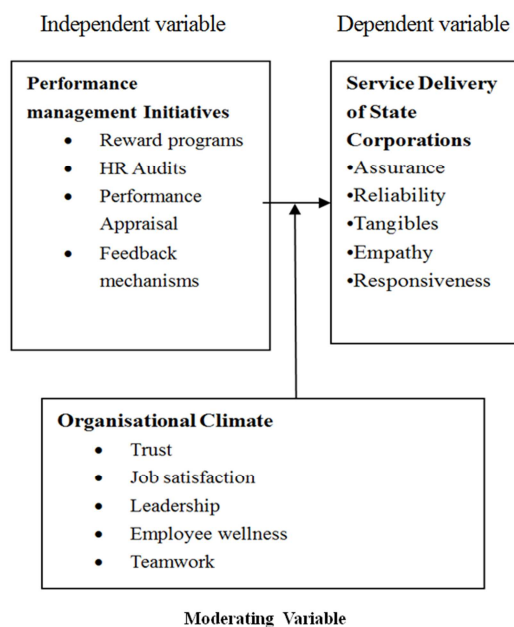 Independent variable
Dependent variable
Performance
management Initiatives
• Reward programs
• HR Audits
• Performance
Appraisal
• Feedback
mechanisms
Service Delivery
of State
Corporations
•Assurance
•Reliability
•Tangibles
•Empathy
•Responsiveness
Organisational Climate
• Trust
• Job satisfaction
• Leadership
• Employee wellness
• Teamwork
Moderating Variable